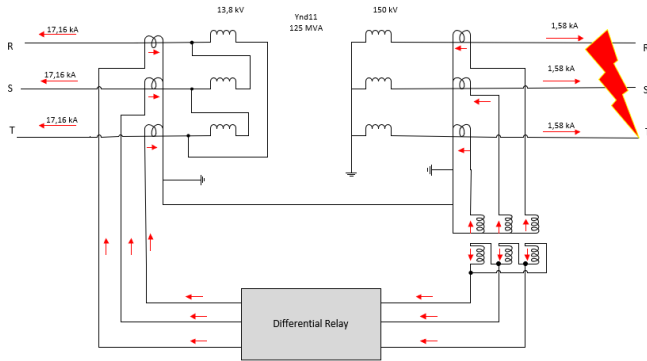 13,8 kV
Ynd11
125 MVA
150 kV
17,16 kA
1,58 kA
R
R
17,16 kA
1,58 kA
S
S
17,16 kA
1,58 kA
T
T
Differential Relay